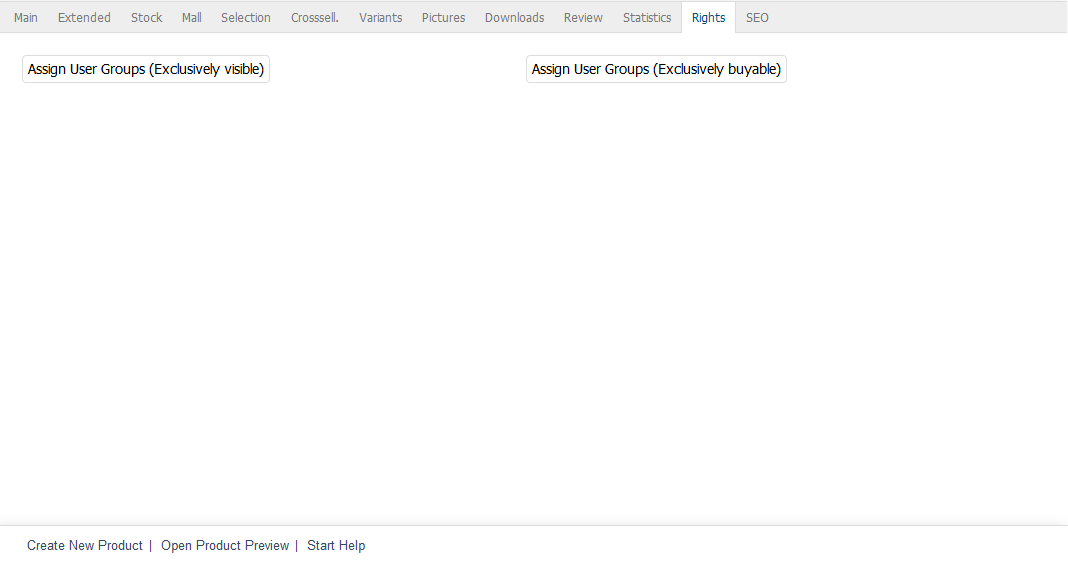 Main Extended Stock Mall Selection Crosssell. Variants Pictures Downloads Review Statistics Rights SEO
Assign User Groups (Exclusively visible) Assign User Groups (Exclusively buyable)
Create New Product | Open Product Preview | Start Help